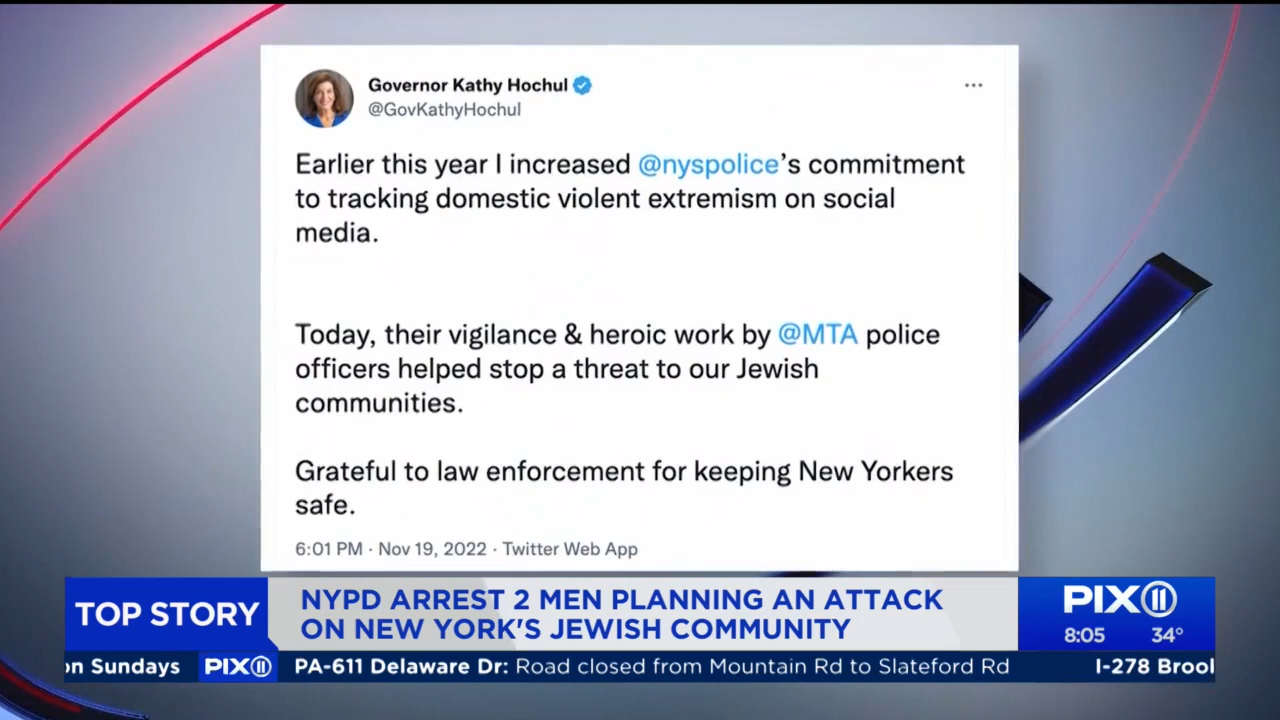 Governor Kathy Hochul
@GovKathyHochul
Earlier this year I increased @nyspolice's commitment
to tracking domestic violent extremism on social
media.
Today, their vigilance & heroic work by @MTA police
officers helped stop a threat to our Jewish
communities.
Grateful to law enforcement for keeping New Yorkers
safe.
6:01 PM · Nov 19, 2022 · Twitter Web App
TOP STORY
NYPD ARREST 2 MEN PLANNING AN ATTACK
ON NEW YORK'S JEWISH COMMUNITY
PIX11
8:05 34°
on Sundays PIX11 PA-611 Delaware Dr: Road closed from Mountain Rd to Slateford Rd I-278 Brool